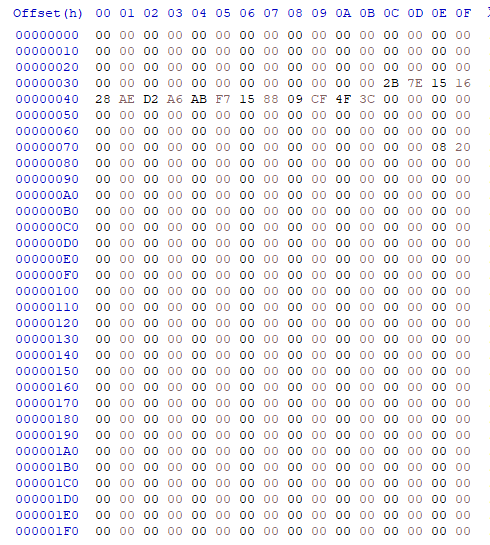 Offset(h) 00 01 02 03 04 05 06 07 08 09 0A 0B 0C 0D 0E 0F
00000000 00 00 00 00 00 00 00 00 00 00 00 00 00 00 00 00
00000010 00 00 00 00 00 00 00 00 00 00 00 00 00 00 00 00
00000020 00 00 00 00 00 00 00 00 00 00 00 00 00 00 00 00
00000030 00 00 00 00 00 00 00 00 00 00 00 00 2B 7E 15 16
00000040 28 AE D2 A6 AB F7 15 88 09 CF 4F 3C 00 00 00 00
00000050 00 00 00 00 00 00 00 00 00 00 00 00 00 00 00 00
00000060 00 00 00 00 00 00 00 00 00 00 00 00 00 00 00 00
00000070 00 00 00 00 00 00 00 00 00 00 00 00 00 00 08 20
00000080 00 00 00 00 00 00 00 00 00 00 00 00 00 00 00 00
00000090 00 00 00 00 00 00 00 00 00 00 00 00 00 00 00 00
000000A0 00 00 00 00 00 00 00 00 00 00 00 00 00 00 00 00
000000B0 00 00 00 00 00 00 00 00 00 00 00 00 00 00 00 00
000000C0 00 00 00 00 00 00 00 00 00 00 00 00 00 00 00 00
000000D0 00 00 00 00 00 00 00 00 00 00 00 00 00 00 00 00
000000E0 00 00 00 00 00 00 00 00 00 00 00 00 00 00 00 00
000000F0 00 00 00 00 00 00 00 00 00 00 00 00 00 00 00 00
00000100 00 00 00 00 00 00 00 00 00 00 00 00 00 00 00 00
00000110 00 00 00 00 00 00 00 00 00 00 00 00 00 00 00 00
00000120 00 00 00 00 00 00 00 00 00 00 00 00 00 00 00 00
00000130 00 00 00 00 00 00 00 00 00 00 00 00 00 00 00 00
00000140 00 00 00 00 00 00 00 00 00 00 00 00 00 00 00 00
00000150 00 00 00 00 00 00 00 00 00 00 00 00 00 00 00 00
00000160 00 00 00 00 00 00 00 00 00 00 00 00 00 00 00 00
00000170 00 00 00 00 00 00 00 00 00 00 00 00 00 00 00 00
00000180 00 00 00 00 00 00 00 00 00 00 00 00 00 00 00 00
00000190 00 00 00 00 00 00 00 00 00 00 00 00 00 00 00 00
000001A0 00 00 00 00 00 00 00 00 00 00 00 00 00 00 00 00
000001B0 00 00 00 00 00 00 00 00 00 00 00 00 00 00 00 00
000001C0 00 00 00 00 00 00 00 00 00 00 00 00 00 00 00 00
000001D0 00 00 00 00 00 00 00 00 00 00 00 00 00 00 00 00
000001E0 00 00 00 00 00 00 00 00 00 00 00 00 00 00 00 00
000001F0 00 00 00 00 00 00 00 00 00 00 00 00 00 00 00 00